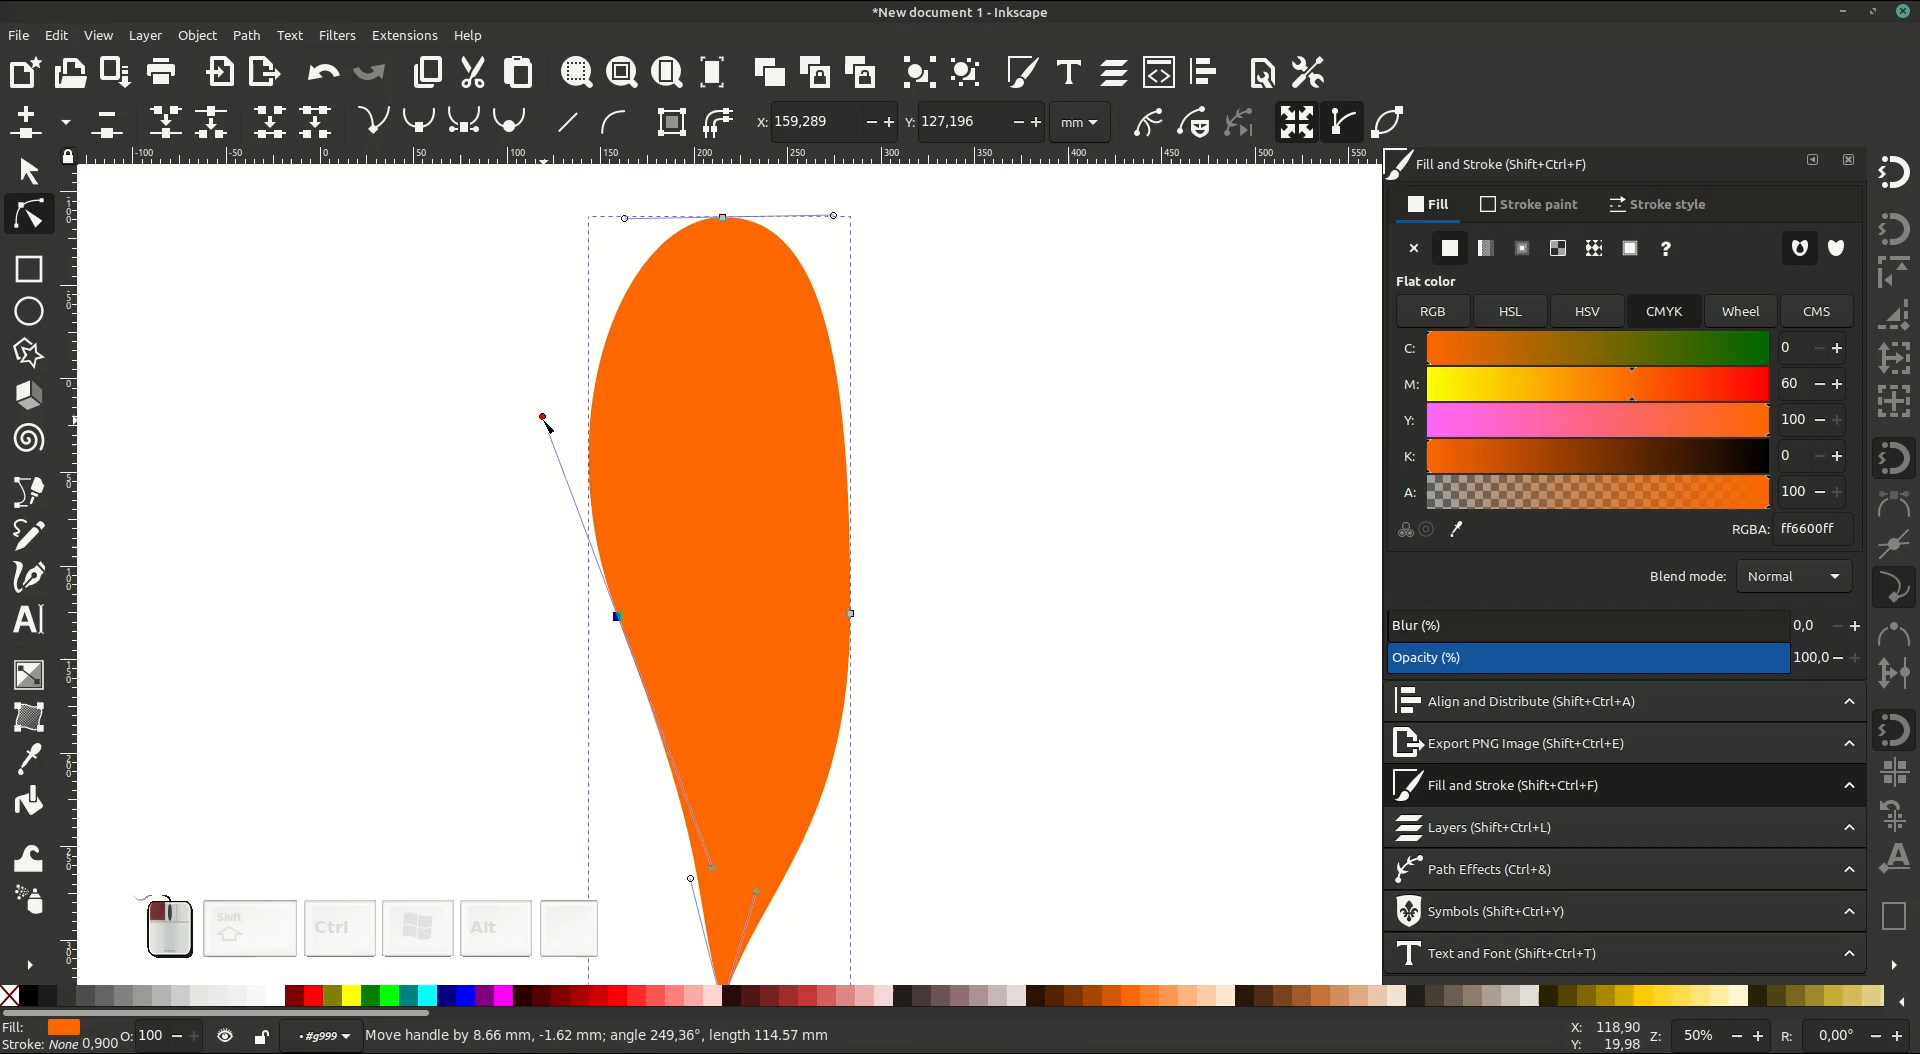 *New document 1 - Inkscape
File Edit View Layer Object Path Text Filters Extensions Help
X: 159,289 Y: 127,196 mm
-100 -50 0 50 100 150 200 250 300 350 400 450 500 550
Fill and Stroke (Shift+Ctrl+F)
Fill Stroke paint Stroke style
?
Flat color
RGB HSL HSV CMYK Wheel CMS
C: 0
M: 60
Y: 100
K: 0
A: 100
RGBA: ff6600ff
Blend mode: Normal
Blur (%) 0,0
Opacity (%) 100,0
Align and Distribute (Shift+Ctrl+A)
Export PNG Image (Shift+Ctrl+E)
Fill and Stroke (Shift+Ctrl+F)
Layers (Shift+Ctrl+L)
Path Effects (Ctrl+&)
Symbols (Shift+Ctrl+Y)
Text and Font (Shift+Ctrl+T)
Shift Ctrl Alt
Fill: O: 100 •#g999 Move handle by 8.66 mm, -1.62 mm; angle 249,36°, length 114.57 mm X: 118,90 Z: 50% R: 0,00°
Stroke: None 0,900 Y: 19,98